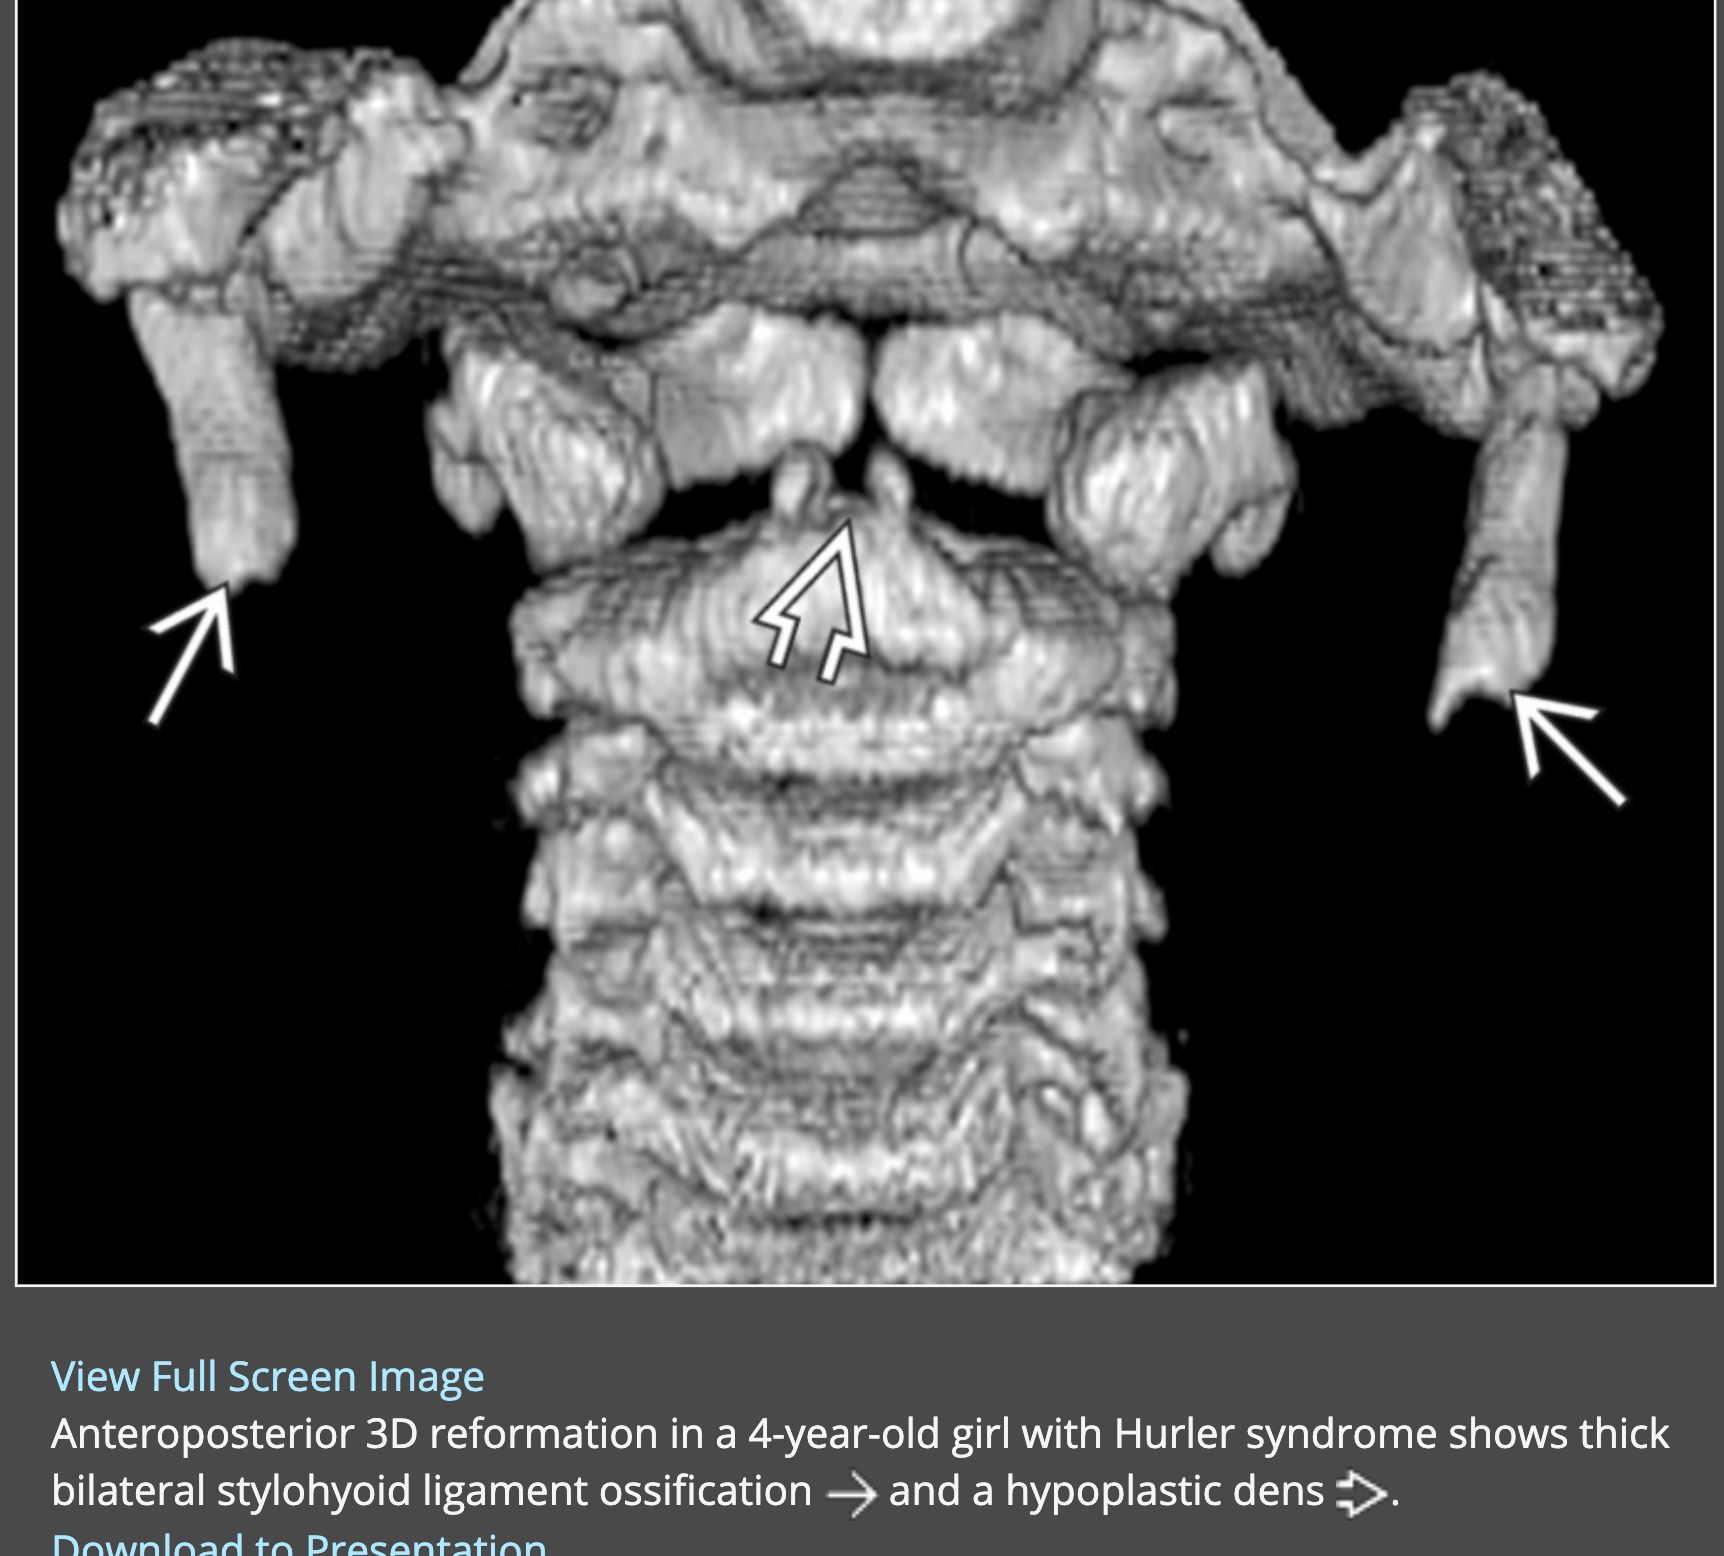 View Full Screen Image
Anteroposterior 3D reformation in a 4-year-old girl with Hurler syndrome shows thick
bilateral stylohyoid ligament ossification → and a hypoplastic dens ⇨.
Download to Presentation